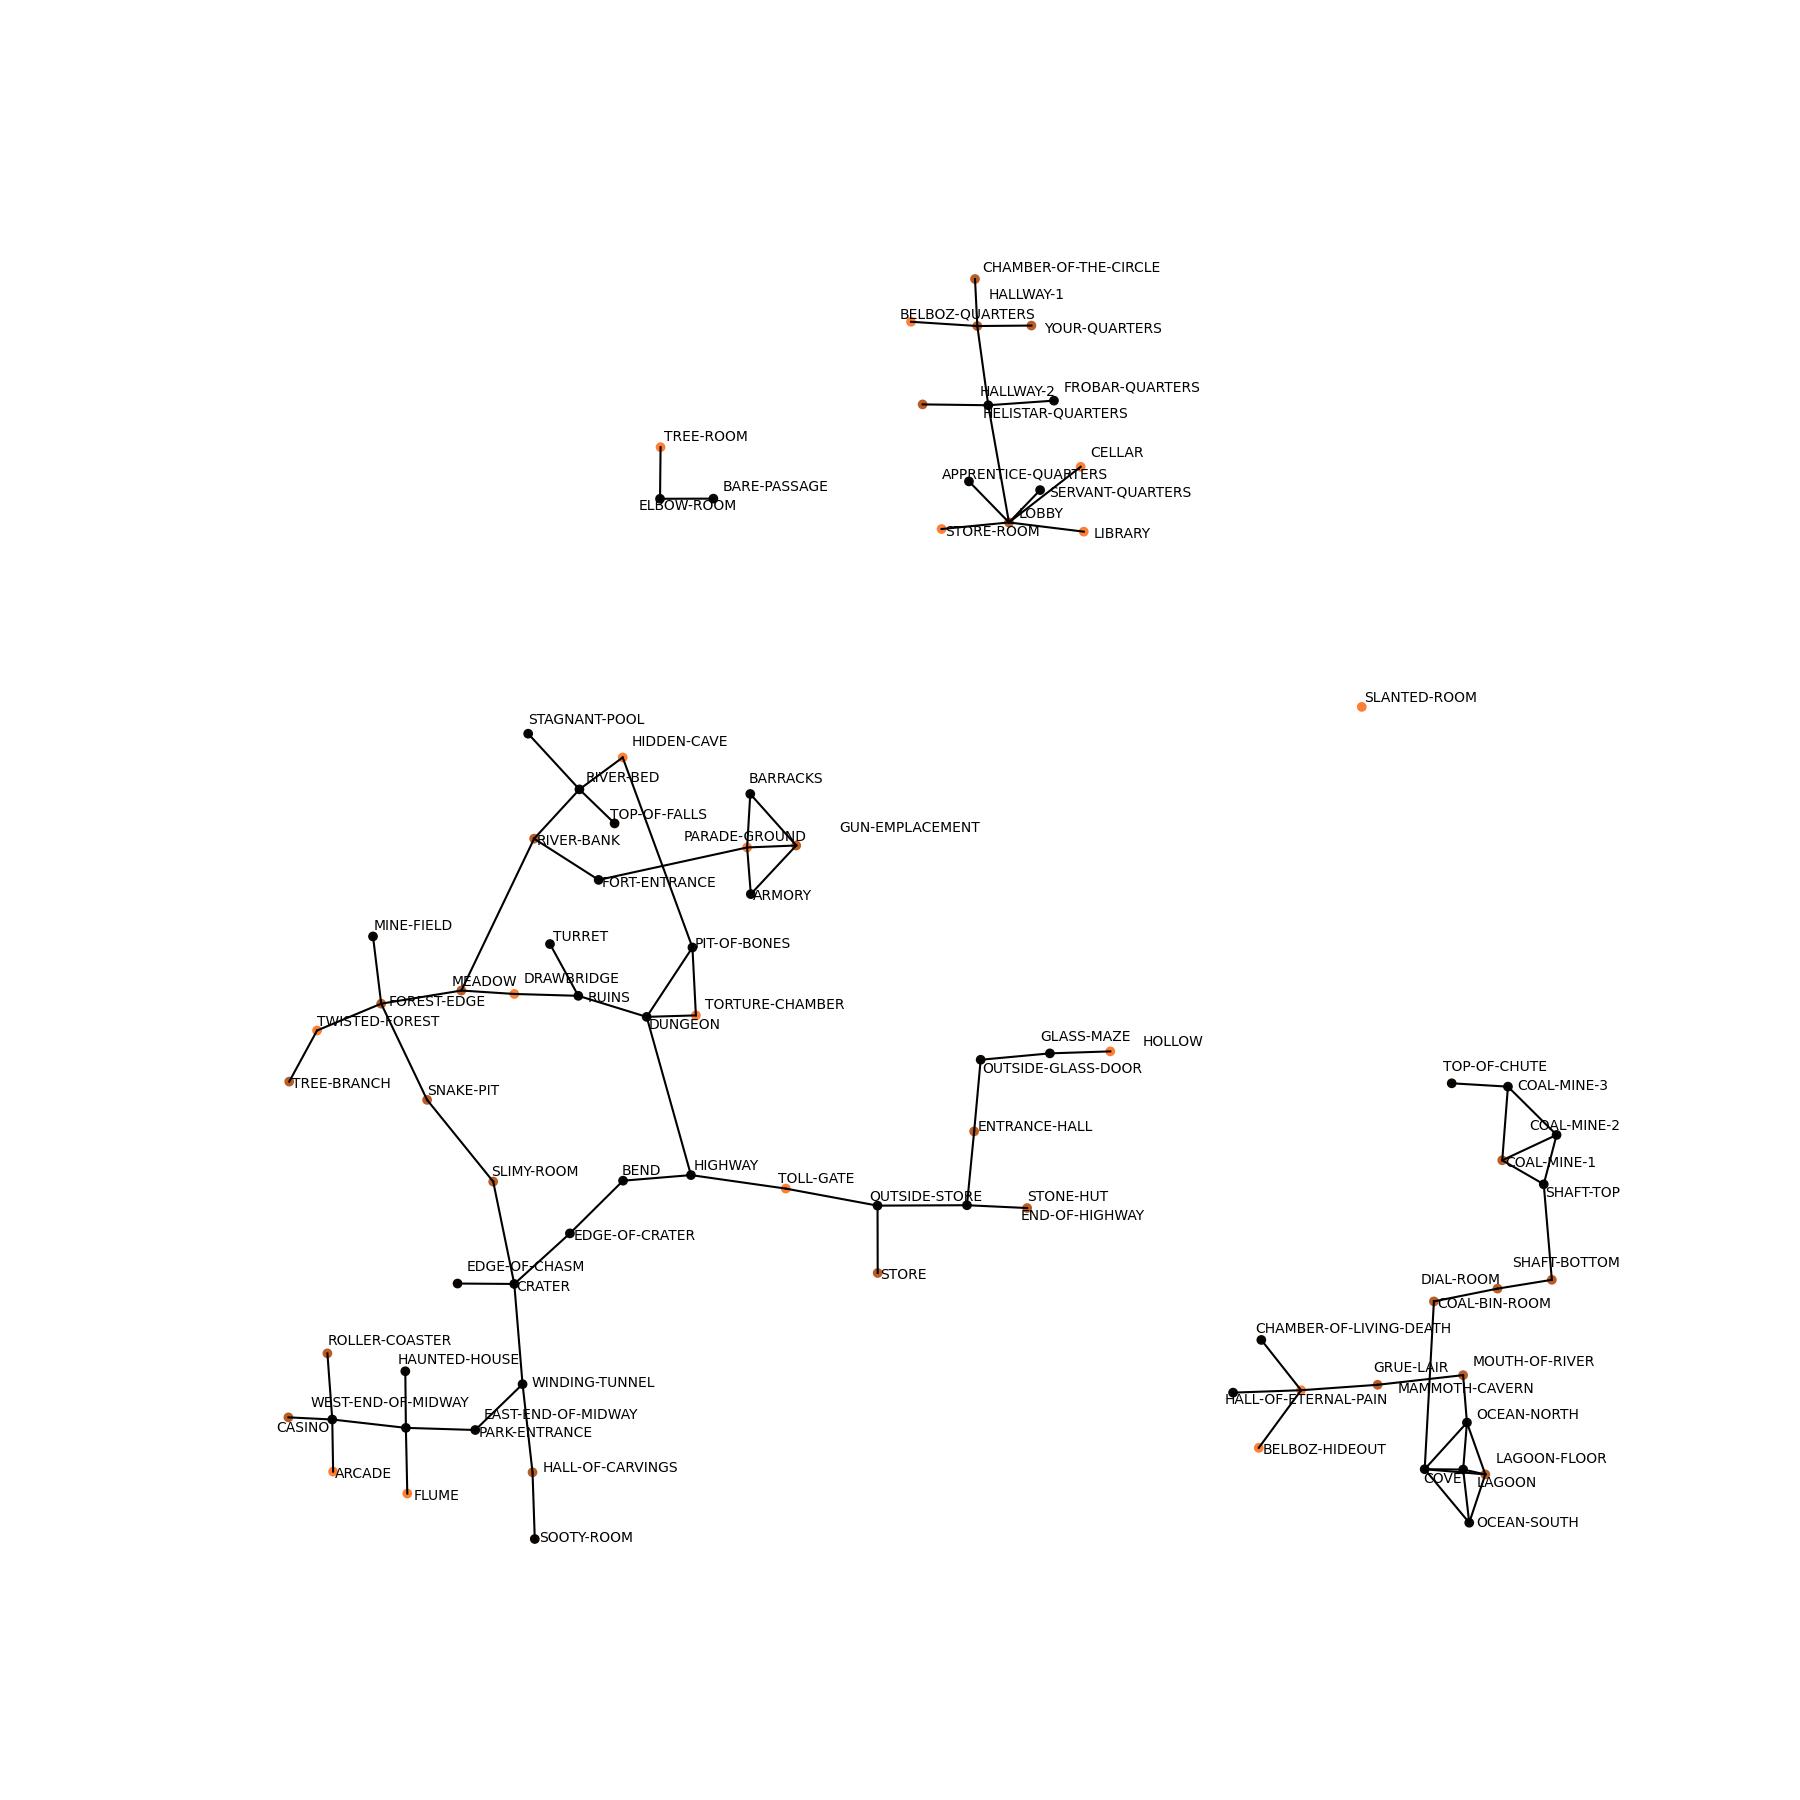 CHAMBER-OF-THE-CIRCLE
HALLWAY-1
BELBOZ-QUARTERS
YOUR-QUARTERS
HALLWAY-2
FROBAR-QUARTERS
HELISTAR-QUARTERS
TREE-ROOM
CELLAR
APPRENTICE-QUARTERS
BARE-PASSAGE
SERVANT-QUARTERS
ELBOW-ROOM
LOBBY
STORE-ROOM
LIBRARY
SLANTED-ROOM
STAGNANT-POOL
HIDDEN-CAVE
RIVER-BED
BARRACKS
TOP-OF-FALLS
GUN-EMPLACEMENT
PARADE-GROUND
RIVER-BANK
FORT-ENTRANCE
ARMORY
MINE-FIELD
TURRET
PIT-OF-BONES
MEADOW
DRAWBRIDGE
RUINS
FOREST-EDGE
TORTURE-CHAMBER
TWISTED-FOREST
DUNGEON
GLASS-MAZE
HOLLOW
OUTSIDE-GLASS-DOOR
TOP-OF-CHUTE
TREE-BRANCH
COAL-MINE-3
SNAKE-PIT
ENTRANCE-HALL
COAL-MINE-2
COAL-MINE-1
HIGHWAY
BEND
SLIMY-ROOM
TOLL-GATE
SHAFT-TOP
OUTSIDE-STORE
STONE-HUT
END-OF-HIGHWAY
EDGE-OF-CRATER
SHAFT-BOTTOM
EDGE-OF-CHASM
STORE
DIAL-ROOM
CRATER
COAL-BIN-ROOM
CHAMBER-OF-LIVING-DEATH
ROLLER-COASTER
HAUNTED-HOUSE
MOUTH-OF-RIVER
GRUE-LAIR
WINDING-TUNNEL
MAMMOTH-CAVERN
HALL-OF-ETERNAL-PAIN
WEST-END-OF-MIDWAY
EAST-END-OF-MIDWAY
OCEAN-NORTH
CASINO
PARK-ENTRANCE
BELBOZ-HIDEOUT
LAGOON-FLOOR
HALL-OF-CARVINGS
ARCADE
COVE
LAGOON
FLUME
OCEAN-SOUTH
SOOTY-ROOM